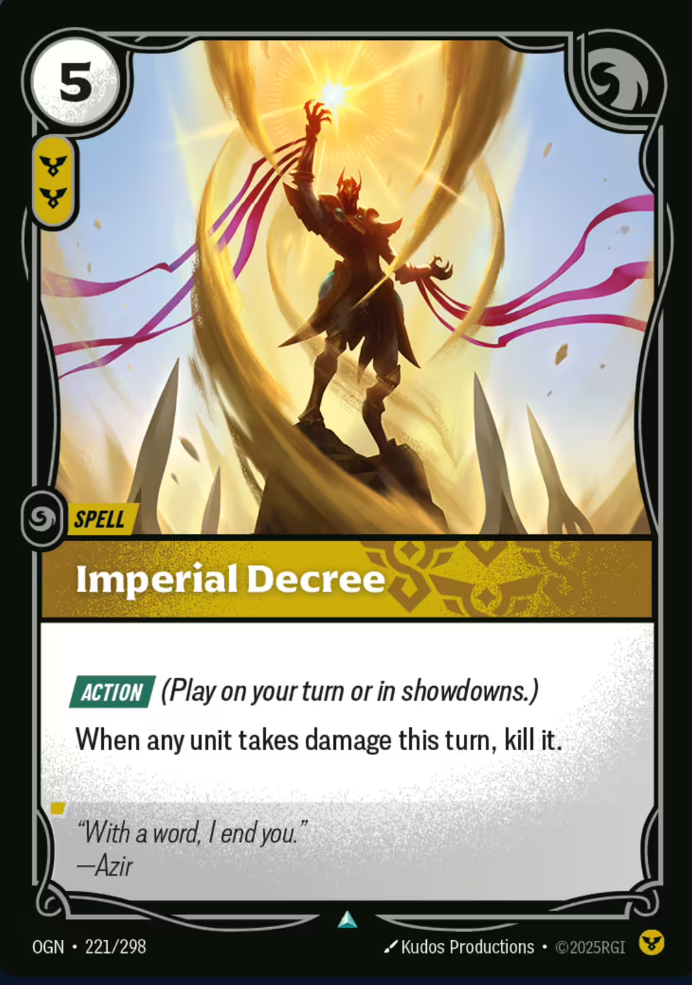 5
SPELL
Imperial Decree
ACTION (Play on your turn or in showdowns.)
When any unit takes damage this turn, kill it.
“With a word, I end you.”
—Azir
OGN • 221/298
Kudos Productions • ©2025RGI